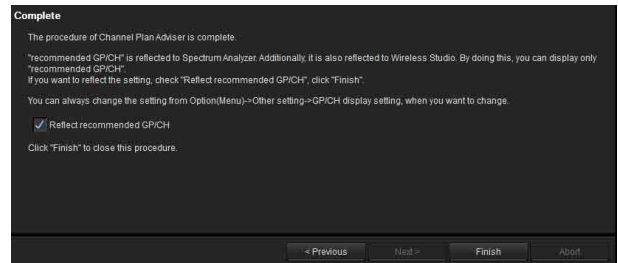 Complete
The procedure of Channel Plan Adviser is complete.
"recommended GP/CH" is reflected to Spectrum Analyzer. Additionally, it is also reflected to Wireless Studio. By doing this, you can display only
"recommended GP/CH".
If you want to reflect the setting, check "Reflect recommended GP/CH", click "Finish".
You can always change the setting from Option(Menu)->Other setting->GP/CH display setting, when you want to change.
Reflect recommended GP/CH
Click "Finish" to close this procedure.
< Previous Next > Finish Abort